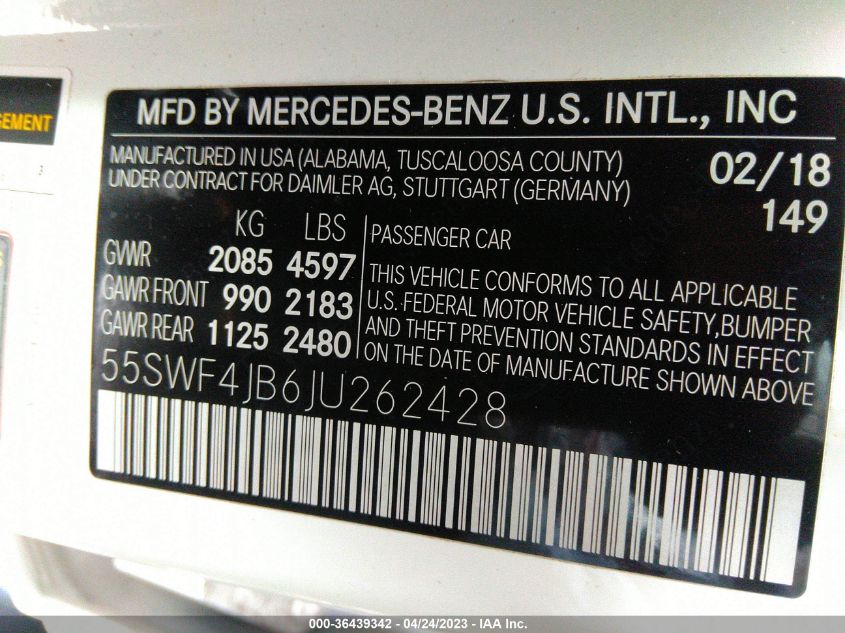 GEMENT
3
MFD BY MERCEDES-BENZ U.S. INTL., INC
MANUFACTURED IN USA (ALABAMA, TUSCALOOSA COUNTY)
UNDER CONTRACT FOR DAIMLER AG, STUTTGART (GERMANY)
02/18
149
KG LBS
GVWR 2085 4597
GAWR FRONT 990 2183
GAWR REAR 1125 2480
PASSENGER CAR
THIS VEHICLE CONFORMS TO ALL APPLICABLE
U.S. FEDERAL MOTOR VEHICLE SAFETY,BUMPER
AND THEFT PREVENTION STANDARDS IN EFFECT
ON THE DATE OF MANUFACTURE SHOWN ABOVE
55SWF4JB6JU262428
000-36439342 - 04/24/2023 - IAA Inc.